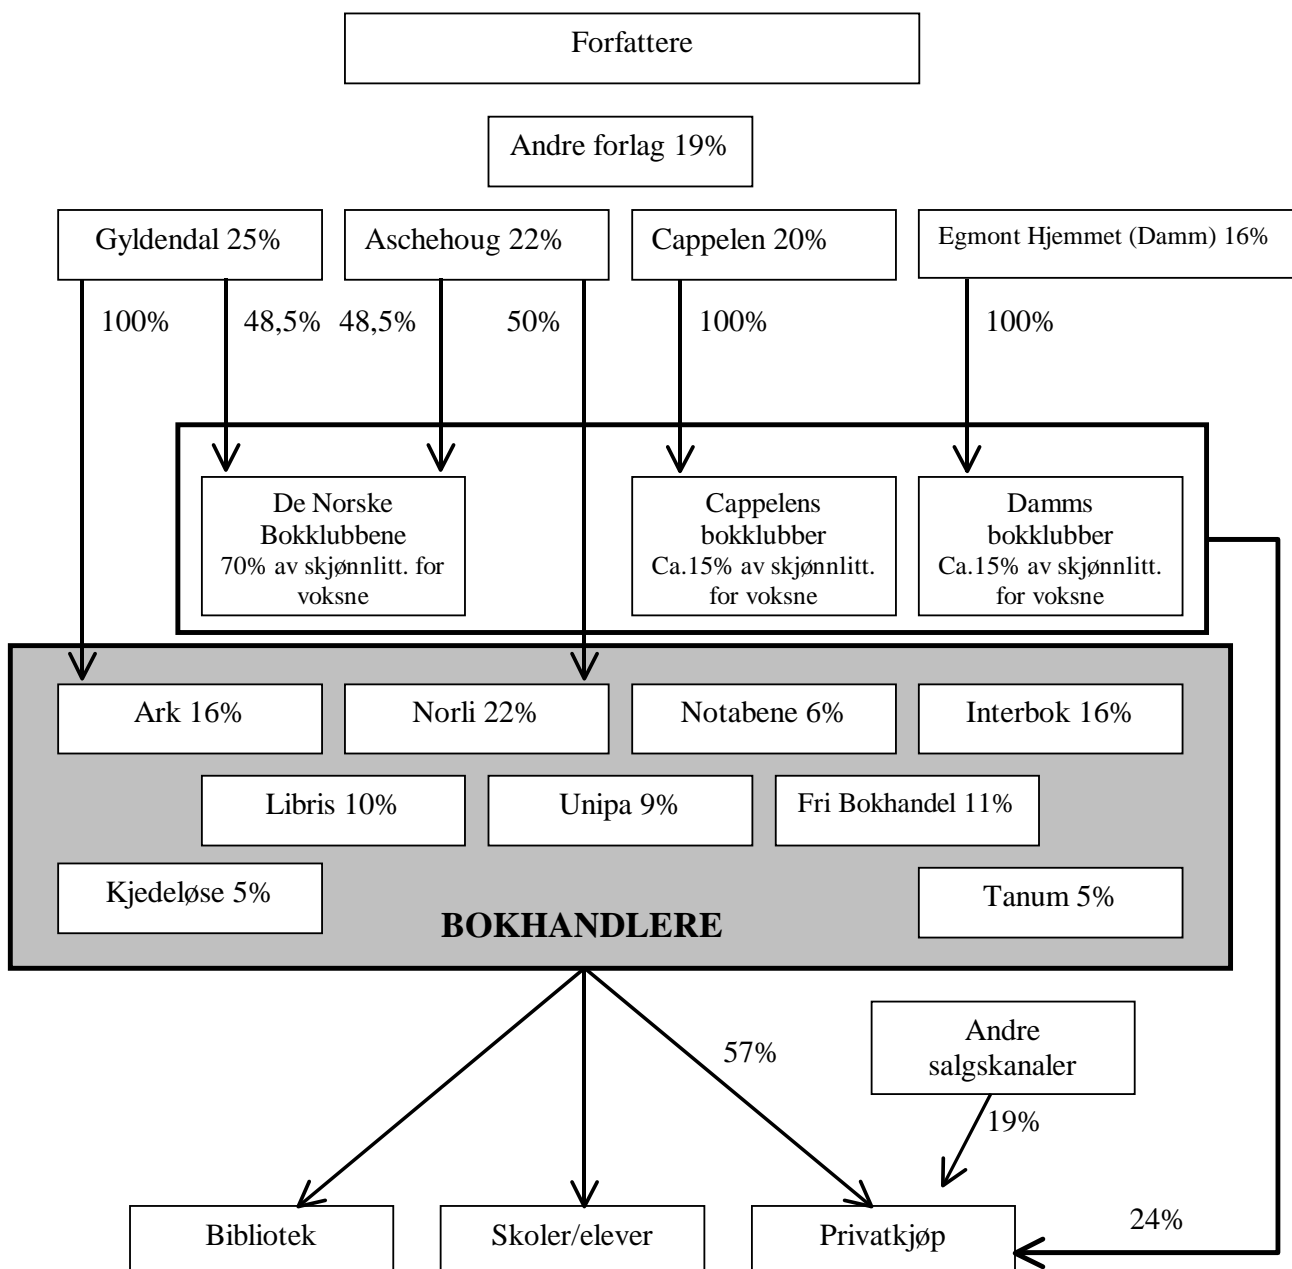 Forfattere
Andre forlag 19%
Gyldendal 25%
Aschehoug 22%
Cappelen 20%
Egmont Hjemmet (Damm) 16%
100%
48,5%
48,5%
50%
100%
100%
De Norske
Bokklubbene
70% av skjønnlitt. for
voksne
Cappelens
bokklubber
Ca.15% av skjønnlitt.
for voksne
Damms
bokklubber
Ca.15% av skjønnlitt.
for voksne
Ark 16%
Norli 22%
Notabene 6%
Interbok 16%
Libris 10%
Unipa 9%
Fri Bokhandel 11%
Kjedeløse 5%
Tanum 5%
BOKHANDLERE
57%
Andre
salgskanaler
19%
24%
Bibliotek
Skoler/elever
Privatkjøp